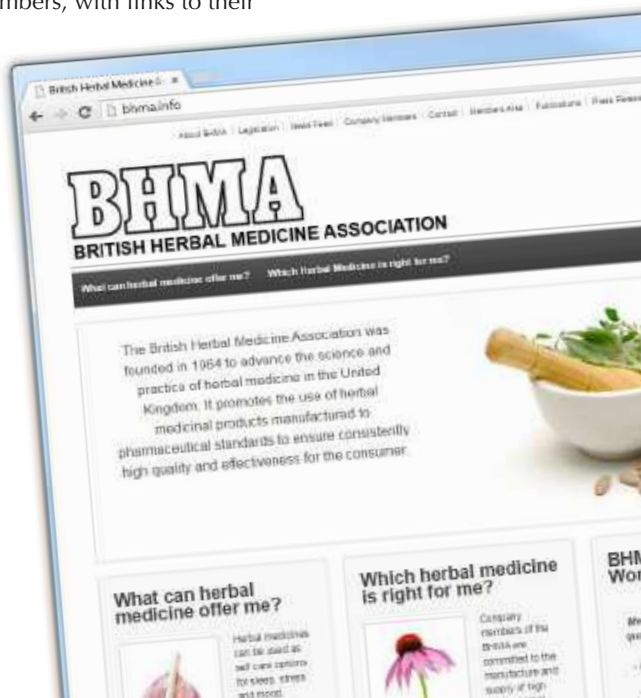 mbers, with links to their
British Herbal Medicine
bhma.info
About BHMA | Legislation | News Feed | Company Members | Contact | Members Area | Publications | Press Release
BHMA
BRITISH HERBAL MEDICINE ASSOCIATION
What can herbal medicine offer me? Which Herbal Medicine is right for me?
The British Herbal Medicine Association was
founded in 1964 to advance the science and
practice of herbal medicine in the United
Kingdom. It promotes the use of herbal
medicinal products manufactured to
pharmaceutical standards to ensure consistently
high quality and effectiveness for the consumer.
What can herbal
medicine offer me?
Herbal medicines
can be used as
self care options
for sleep, stress
and mood,
Which herbal medicine
is right for me?
Company
members of the
BHMA are
committed to the
manufacture and
supply of high
BHM
Wor